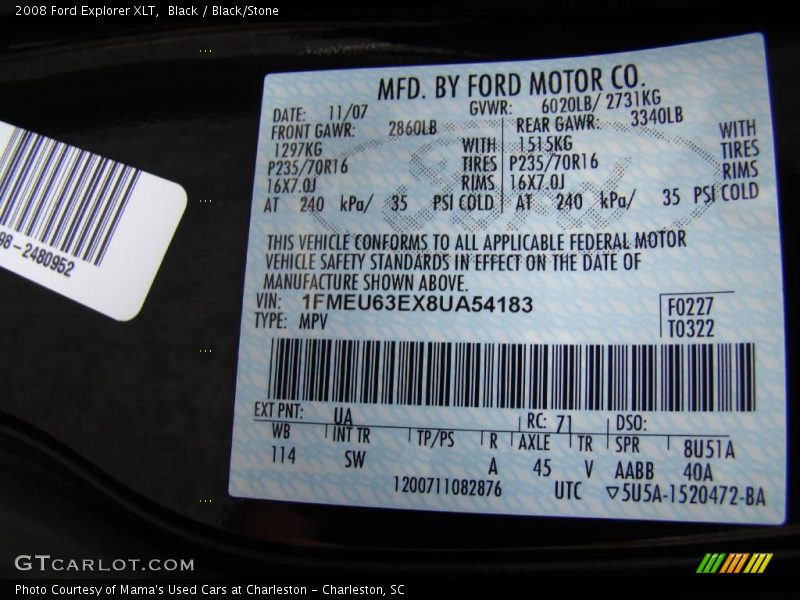 2008 Ford Explorer XLT,  Black / Black/Stone
98-2480952
MFD. BY FORD MOTOR CO.
DATE: 11/07 GVWR: 6020LB/ 2731KG
FRONT GAWR: 2860LB REAR GAWR: 3340LB
1297KG WITH 1515KG WITH
P235/70R16 TIRES P235/70R16 TIRES
16X7.0J RIMS 16X7.0J RIMS
AT 240 kPa/ 35 PSI COLD AT 240 kPa/ 35 PSI COLD
THIS VEHICLE CONFORMS TO ALL APPLICABLE FEDERAL MOTOR
VEHICLE SAFETY STANDARDS IN EFFECT ON THE DATE OF
MANUFACTURE SHOWN ABOVE.
VIN: 1FMEU63EX8UA54183 F0227
TYPE: MPV T0322
EXT PNT: UA RC: 71 DSO:
WB INT TR TP/PS R AXLE TR SPR 8U51A
114 SW A 45 V AABB 40A
1200711082876 UTC ▽5U5A-1520472-BA
GTCARLOT.COM
Photo Courtesy of Mama's Used Cars at Charleston - Charleston, SC